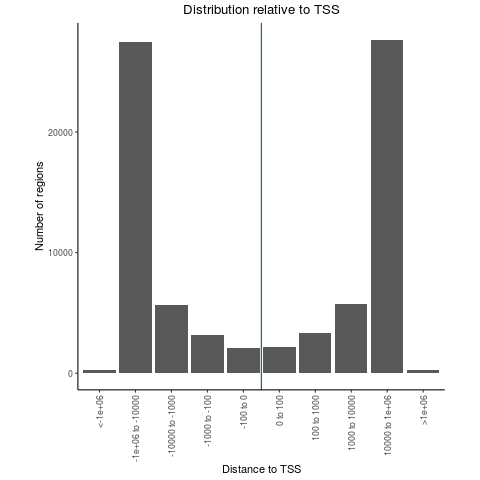 Distribution relative to TSS
Number of regions
20000
10000
0
<-1e+06
-1e+06 to -10000
-10000 to -1000
-1000 to -100
-100 to 0
0 to 100
100 to 1000
1000 to 10000
10000 to 1e+06
>1e+06
Distance to TSS